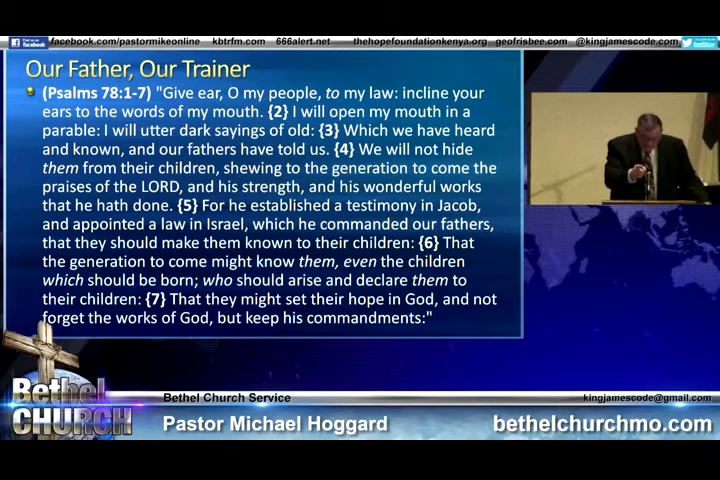 Find us on facebook facebook.com/pastormikeonline kbtrfm.com 666alert.net thehopefoundationkenya.org geofrisbee.com @kingjamescode.com twitter
Our Father, Our Trainer
(Psalms 78:1-7) "Give ear, O my people, to my law: incline your
ears to the words of my mouth. {2} I will open my mouth in a
parable: I will utter dark sayings of old: {3} Which we have heard
and known, and our fathers have told us. {4} We will not hide
them from their children, shewing to the generation to come the
praises of the LORD, and his strength, and his wonderful works
that he hath done. {5} For he established a testimony in Jacob,
and appointed a law in Israel, which he commanded our fathers,
that they should make them known to their children: {6} That
the generation to come might know them, even the children
which should be born; who should arise and declare them to
their children: {7} That they might set their hope in God, and not
forget the works of God, but keep his commandments:"
Bethel
CHURCH
Bethel Church Service kingjamescode@gmail.com
Pastor Michael Hoggard bethelchurchmo.com